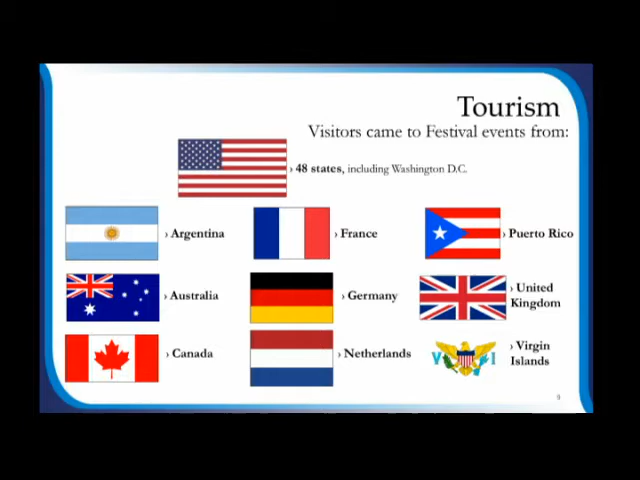 Tourism
Visitors came to Festival events from:
› 48 states, including Washington D.C.
› Argentina
› France
› Puerto Rico
› Australia
› Germany
› United
Kingdom
› Canada
› Netherlands
› Virgin
Islands
V I
9